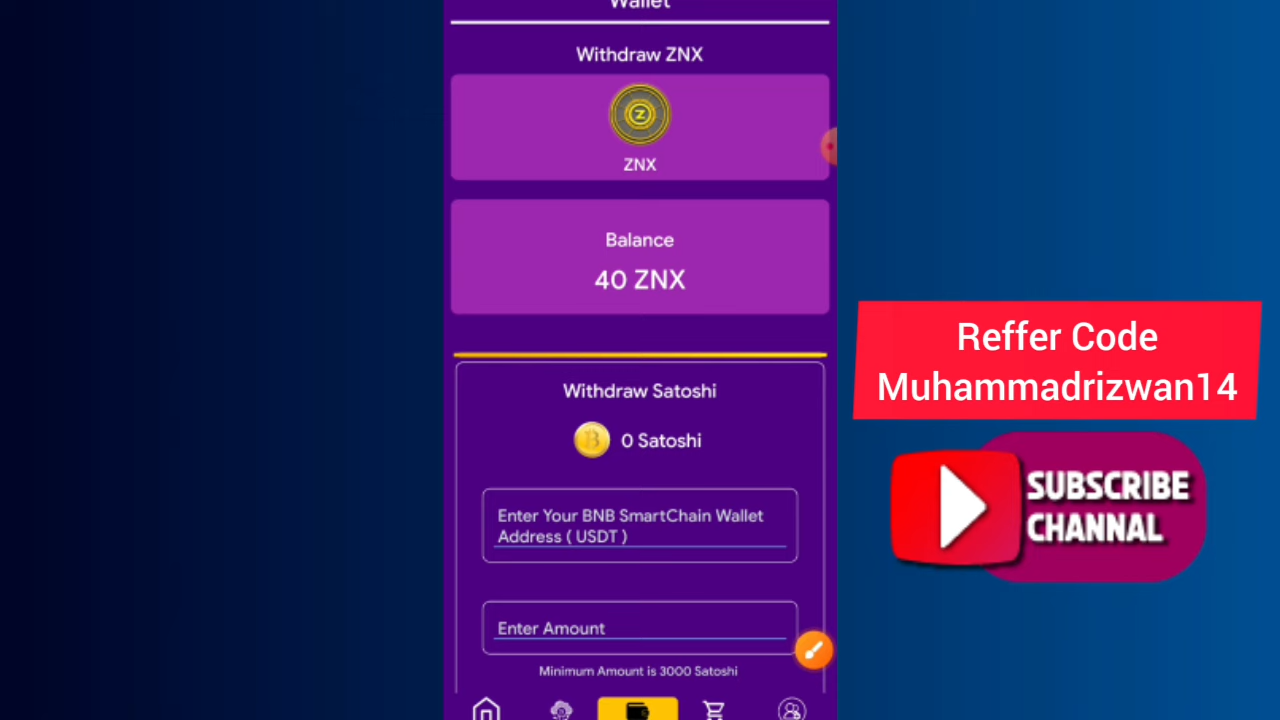 Wallet
Withdraw ZNX
ZNX
Balance
40 ZNX
Withdraw Satoshi
0 Satoshi
Enter Your BNB SmartChain Wallet
Address ( USDT )
Enter Amount
Minimum Amount is 3000 Satoshi
Reffer Code
Muhammadrizwan14
SUBSCRIBE
CHANNAL